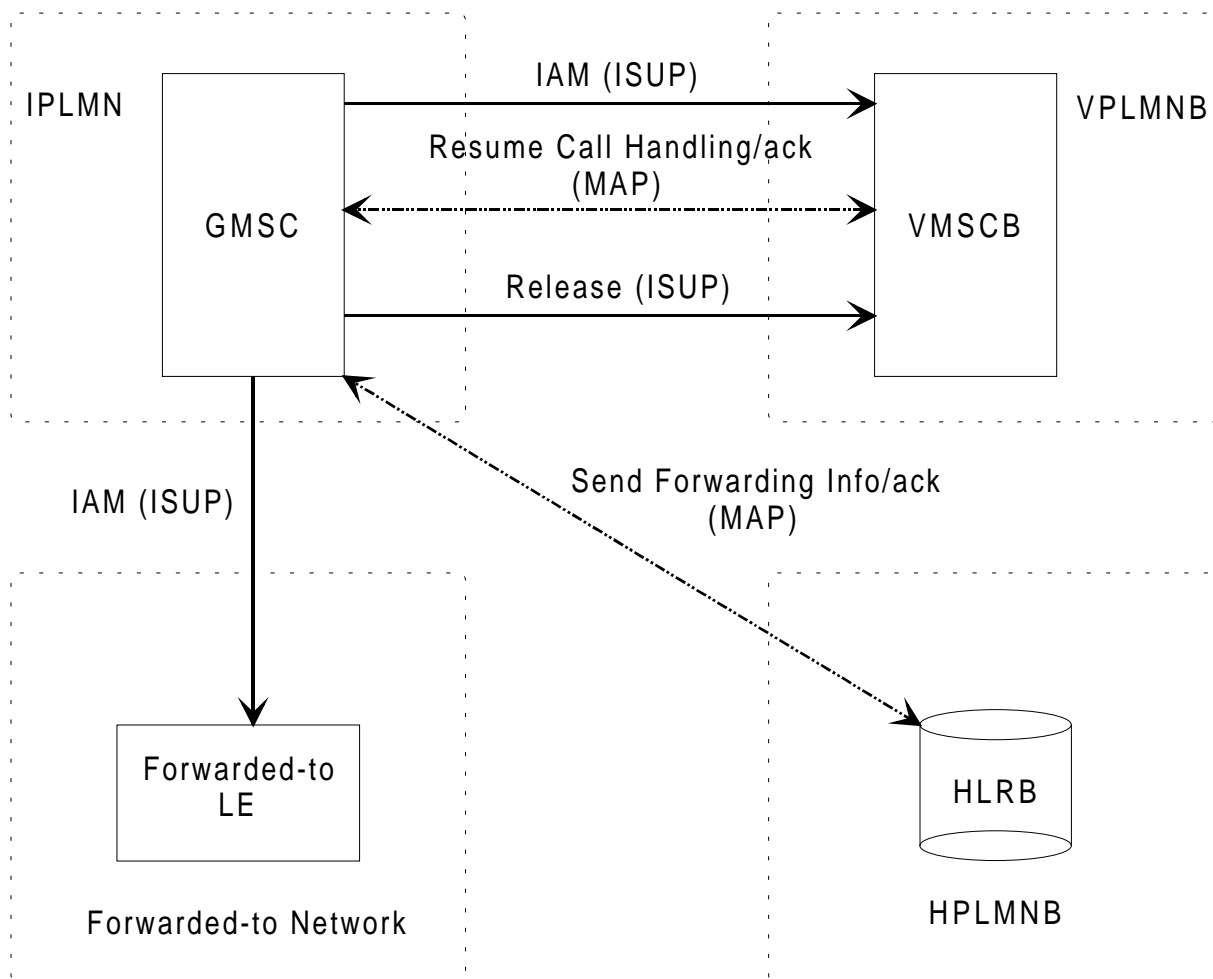 IAM (ISUP)
IPLMN
VPLMNB
Resume Call Handling/ack
(MAP)
GMSC
VMSCB
Release (ISUP)
Send Forwarding Info/ack
(MAP)
IAM (ISUP)
Forwarded-to
LE
HLRB
Forwarded-to Network
HPLMNB